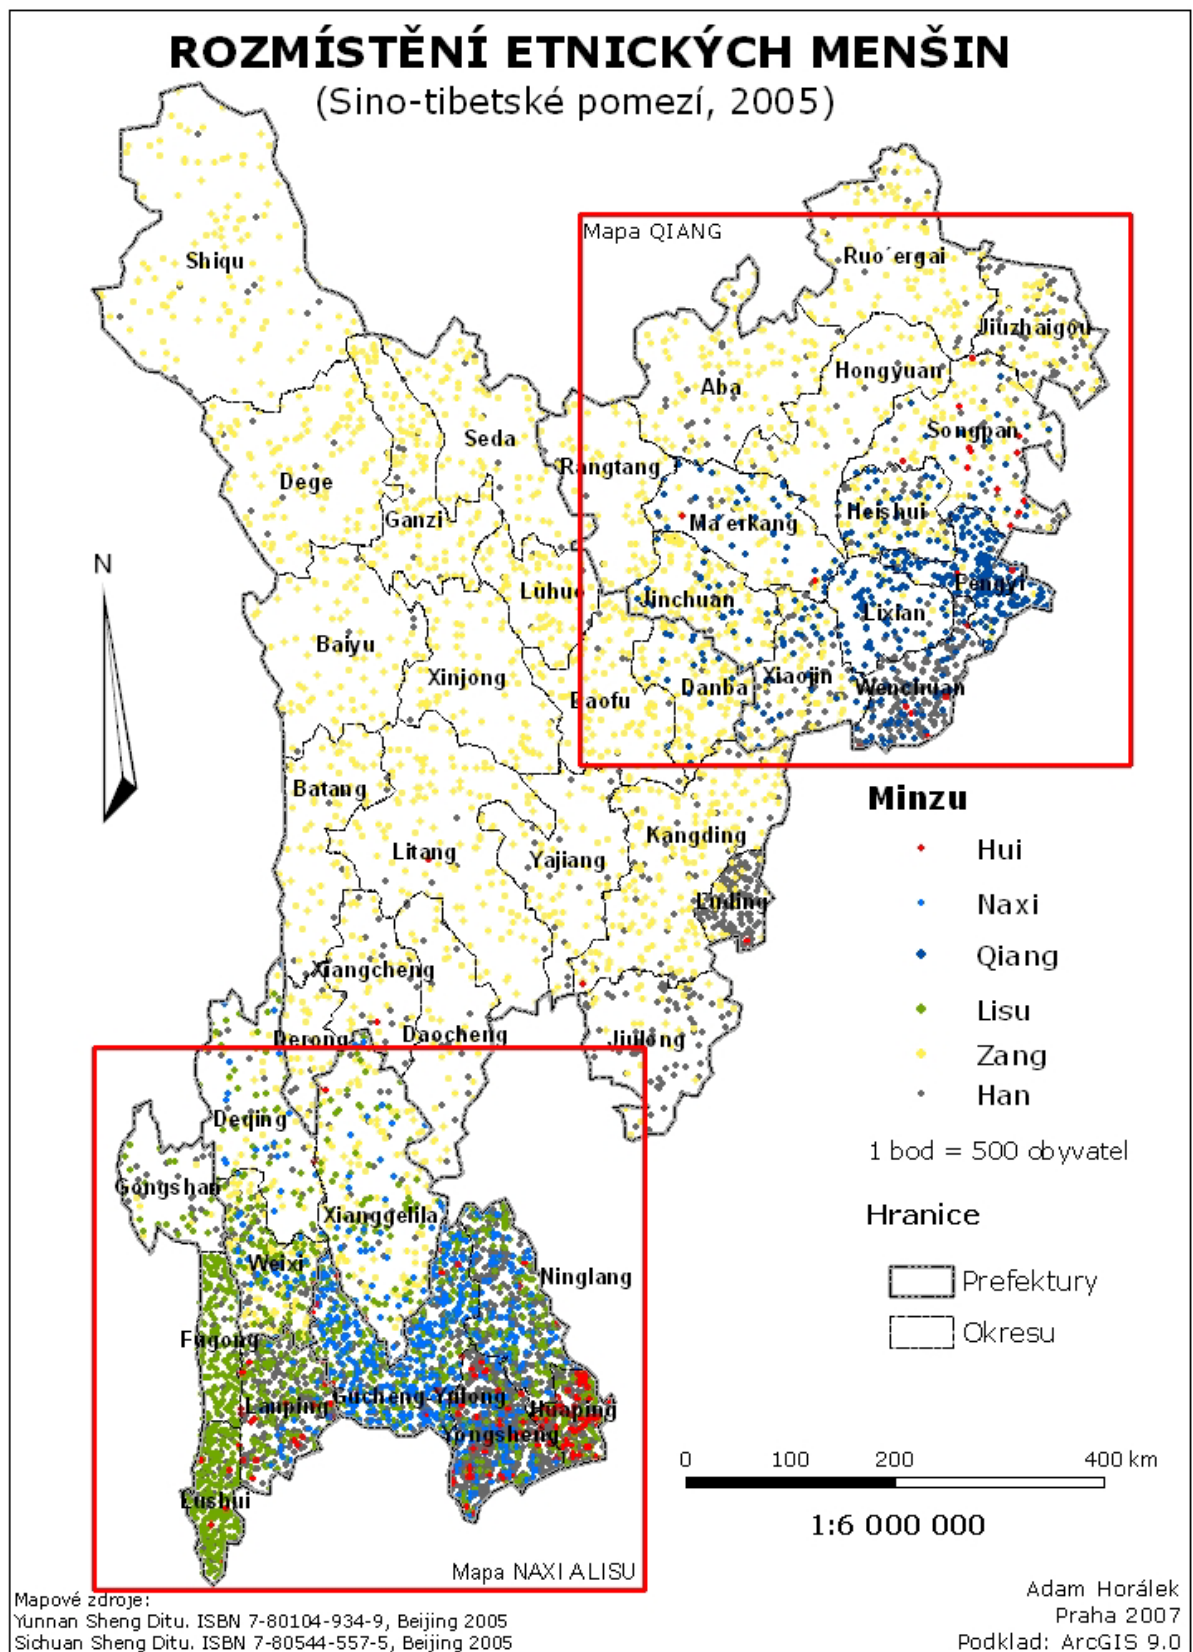 ROZMÍSTĚNÍ ETNICKÝCH MENŠIN
(Sino-tibetské pomezí, 2005)
Mapa QIANG
Ruo´ergai
Shiqu
Jiuzhaigou
Hongyuan
Aba
Songpan
Seda
Rangtang
Dege
Heishui
Ganzi
Ma´erkang
N
Fengyi
Luhuo
Jinchuan
Lixian
Baiyu
Xinjong
Xiaojin
Danba
Wenchuan
Daofu
Batang
Minzu
Kangding
Litang
Yajiang
Hui
Luding
Naxi
Qiang
Xiangcheng
Lisu
Derong
Daocheng
Jiulong
Zang
Han
Deqing
1 bod = 500 obyvatel
Gongshan
Xianggelila
Hranice
Weixi
Ninglang
Prefektury
Fugong
Okresu
Gucheng-Yulong
Lanping
Huaping
Yongsheng
0 100 200 400 km
Lushui
1:6 000 000
Mapa NAXI A LISU
Mapové zdroje:
Yunnan Sheng Ditu. ISBN 7-80104-934-9, Beijing 2005
Sichuan Sheng Ditu. ISBN 7-80544-557-5, Beijing 2005
Adam Horálek
Praha 2007
Podklad: ArcGIS 9.0